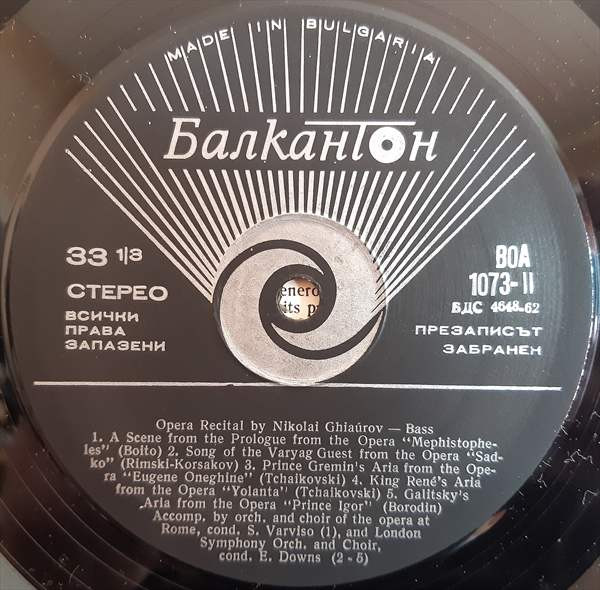 MADE IN BULGARIA
Балкантон
33 1/3
СТЕРЕО
ВСИЧКИ
ПРАВА
ЗАПАЗЕНИ
ВОА
1073-II
БДС 4648-62
ПРЕЗАПИСЪТ
ЗАБРАНЕН
its
Opera Recital by Nikolai Ghiaúrov — Bass
1. A Scene from the Prologue from the Opera “Mephistophe-
les” (Boito) 2. Song of the Varyag Guest from the Opera “Sad-
ko” (Rimski-Korsakov) 3. Prince Gremin's Aria from the Ope-
ra “Eugene Oneghine” (Tchaikovski) 4. King René's Aria
from the Opera “Yolanta” (Tchaikovski) 5. Galitsky's
Aria from the Opera “Prince Igor” (Borodin)
Accomp. by orch. and choir of the opera at
Rome, cond. S. Varviso (1), and London
Symphony Orch. and Choir,
cond. E. Downs (2-5)